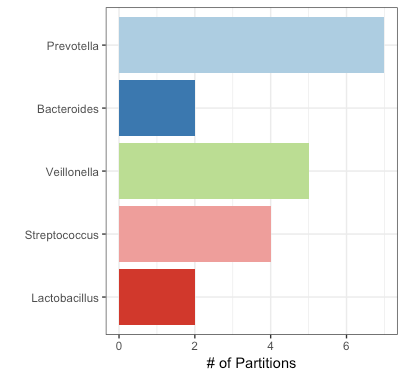 Prevotella
Bacteroides
Veillonella
Streptococcus
Lactobacillus
0 2 4 6
# of Partitions